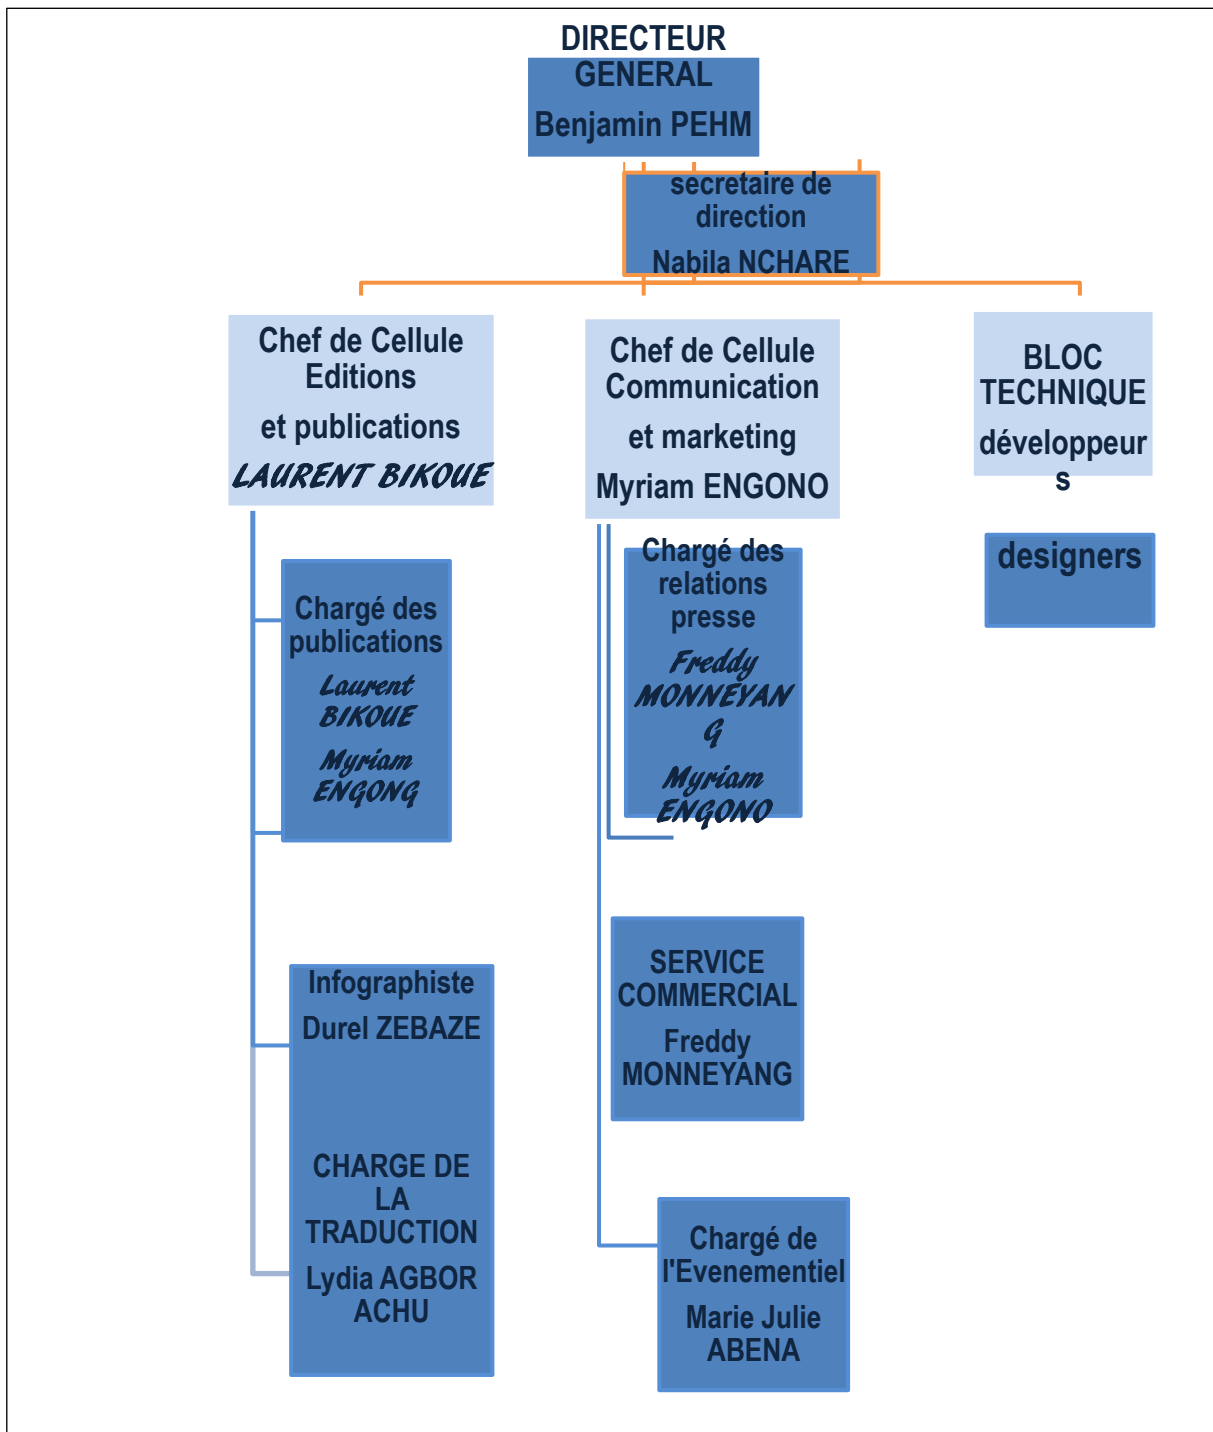 DIRECTEUR
GENERAL
Benjamin PEHM
secretaire de
direction
Nabila NCHARE
Chef de Cellule
Editions
et publications
LAURENT BIKOUE
Chef de Cellule
Communication
et marketing
Myriam ENGONO
BLOC
TECHNIQUE
développeur
s
designers
Chargé des
publications
Laurent
BIKOUE
Myriam
ENGONG
Chargé des
relations
presse
Freddy
MONNEYAN
G
Myriam
ENGONO
Infographiste
Durel ZEBAZE
CHARGE DE
LA
TRADUCTION
Lydia AGBOR
ACHU
SERVICE
COMMERCIAL
Freddy
MONNEYANG
Chargé de
l'Evenementiel
Marie Julie
ABENA